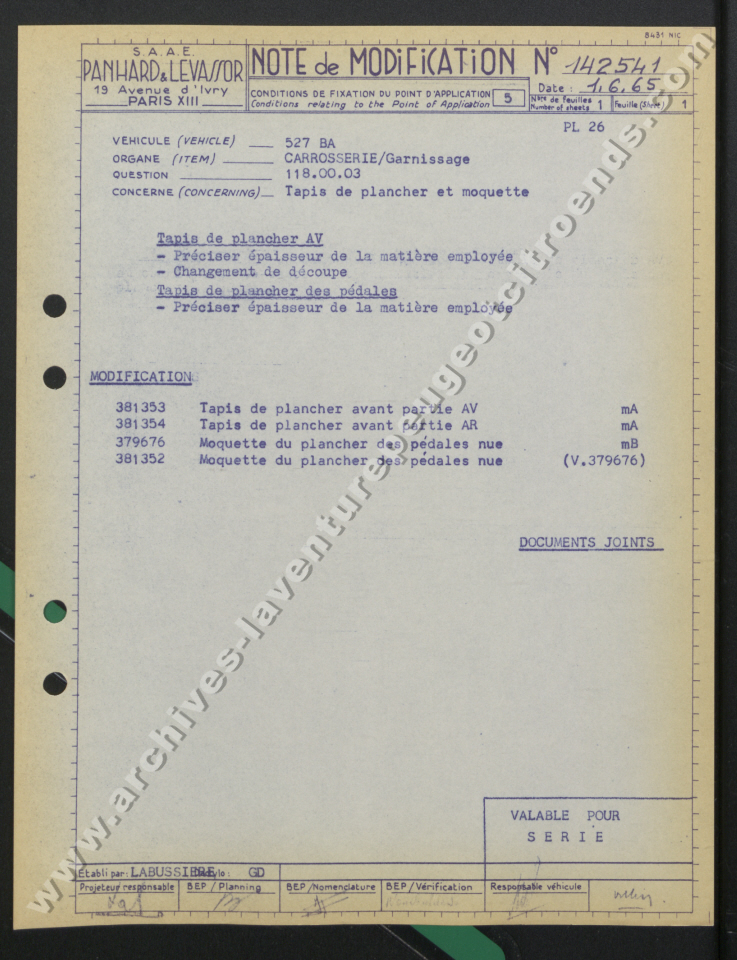 8481 NIC
S.A.A.E.
PANHARD & LEVASSOR
19 Avenue d'Ivry
PARIS XIII
NOTE de MODIFICATION N° 142541
Date : 1.6.65
CONDITIONS DE FIXATION DU POINT D'APPLICATION 5
Conditions relating to the Point of Application
Nbre de feuilles 1
Number of sheets
Feuille (Sheet) 1
PL 26
VEHICULE (VEHICLE) 527 BA
ORGANE (ITEM) CARROSSERIE/Garnissage
QUESTION 118.00.03
CONCERNE (CONCERNING) Tapis de plancher et moquette
Tapis de plancher AV
- Préciser épaisseur de la matière employée
- Changement de découpe
Tapis de plancher des pédales
- Préciser épaisseur de la matière employée
MODIFICATION
381353 Tapis de plancher avant partie AV mA
381354 Tapis de plancher avant partie AR mA
379676 Moquette du plancher des pédales nue mB
381352 Moquette du plancher des pédales nue (V.379676)
DOCUMENTS JOINTS
VALABLE POUR
SERIE
Établi par: LABUSSIERE GD
Projeteur responsable
BEP / Planning
BEP / Nomenclature
BEP / Vérification
Responsable véhicule
www.archives-laventurepeugeotcitroends.com